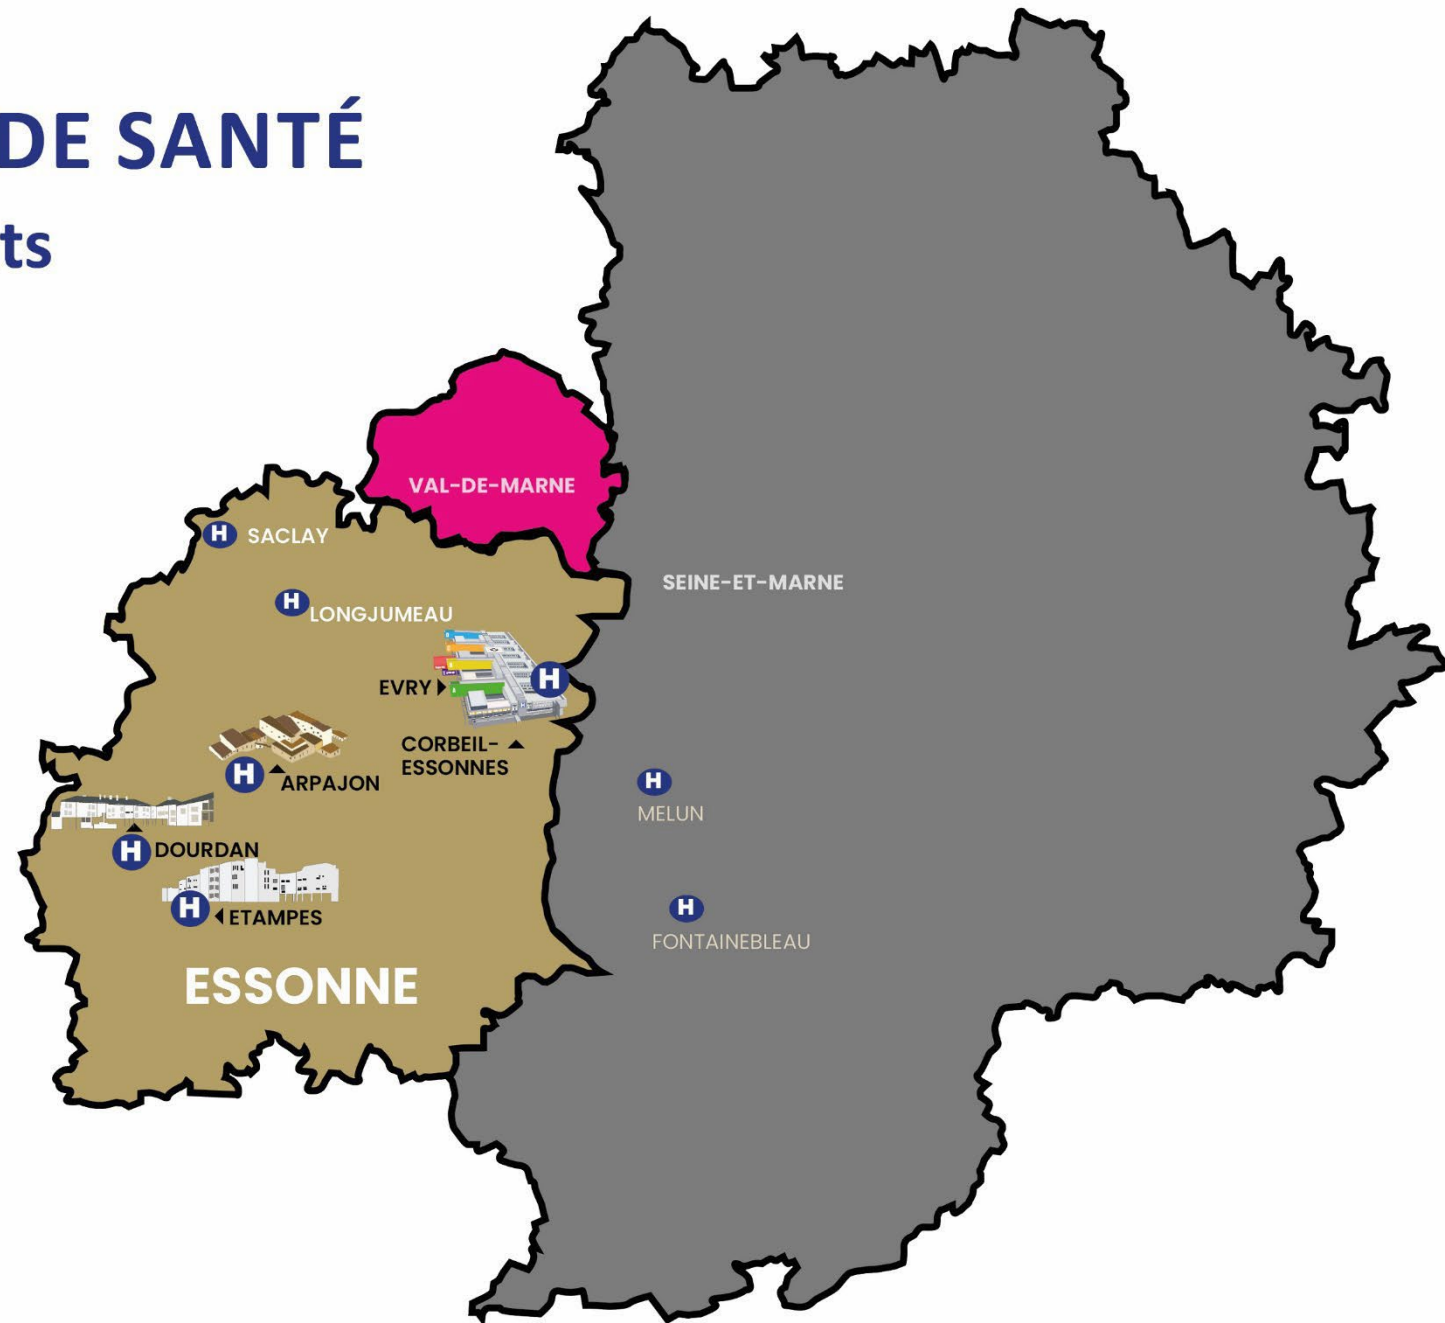 DE SANTÉ
ts
VAL-DE-MARNE
H SACLAY
SEINE-ET-MARNE
H LONGJUMEAU
H
EVRY
CORBEIL-
ESSONNES
H ARPAJON
H
MELUN
H DOURDAN
H ETAMPES
H
FONTAINEBLEAU
ESSONNE